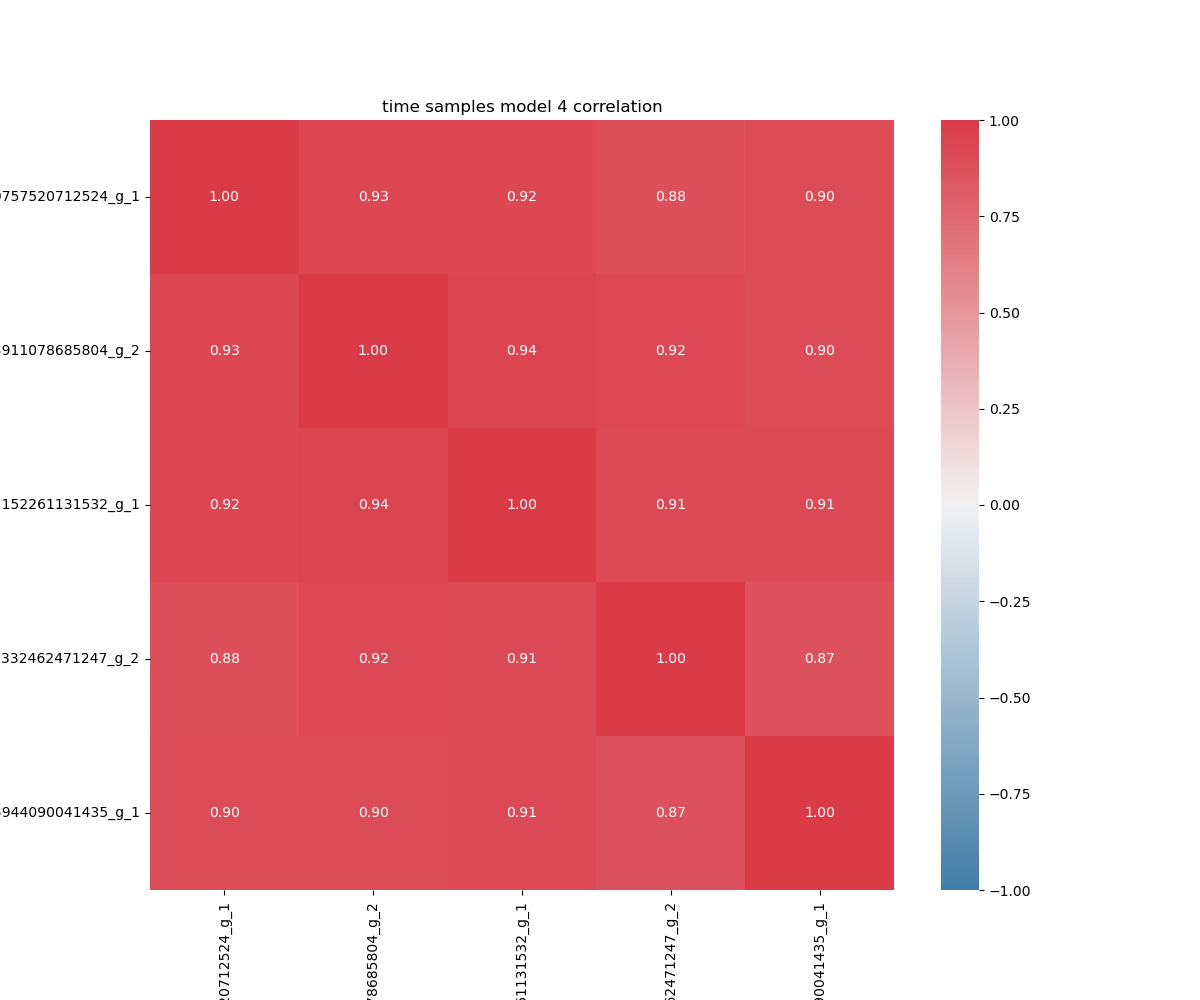 time samples model 4 correlation
757520712524_g_1 1.00 0.93 0.92 0.88 0.90
911078685804_g_2 0.93 1.00 0.94 0.92 0.90
152261131532_g_1 0.92 0.94 1.00 0.91 0.91
332462471247_g_2 0.88 0.92 0.91 1.00 0.87
944090041435_g_1 0.90 0.90 0.91 0.87 1.00
20712524_g_1
78685804_g_2
61131532_g_1
62471247_g_2
90041435_g_1
1.00
0.75
0.50
0.25
0.00
−0.25
−0.50
−0.75
−1.00